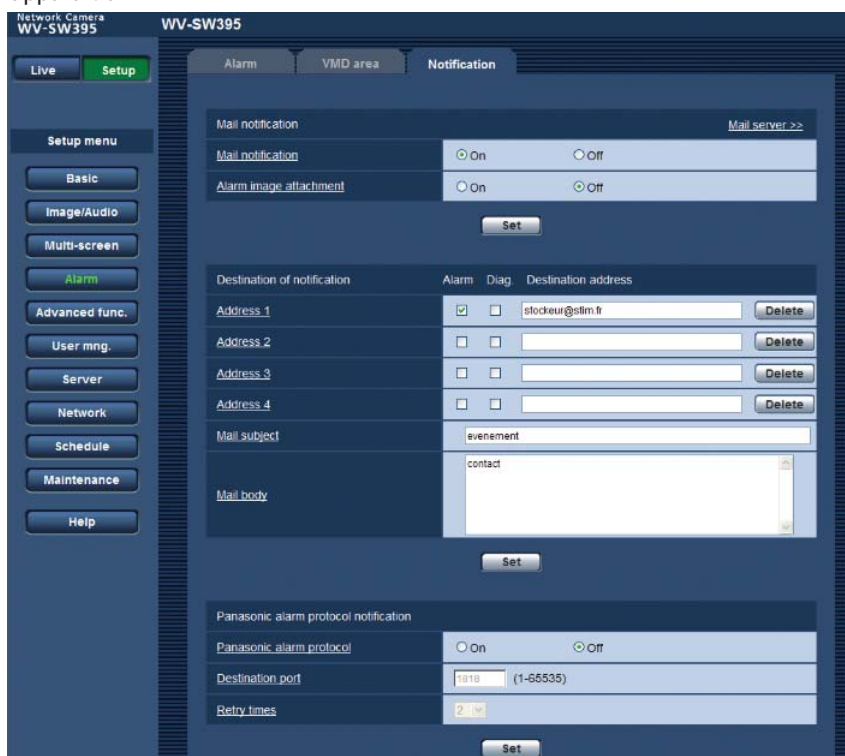 Network Camera
WV-SW395
WV-SW395
Live Setup
Alarm VMD area Notification
Setup menu
Basic
Image/Audio
Multi-screen
Alarm
Advanced func.
User mng.
Server
Network
Schedule
Maintenance
Help
Mail notification Mail server >>
Mail notification On Off
Alarm image attachment On Off
Set
Destination of notification Alarm Diag. Destination address
Address 1 stockeur@stim.fr Delete
Address 2 Delete
Address 3 Delete
Address 4 Delete
Mail subject evenement
Mail body contact
Set
Panasonic alarm protocol notification
Panasonic alarm protocol On Off
Destination port 1818 (1-65535)
Retry times 2
Set